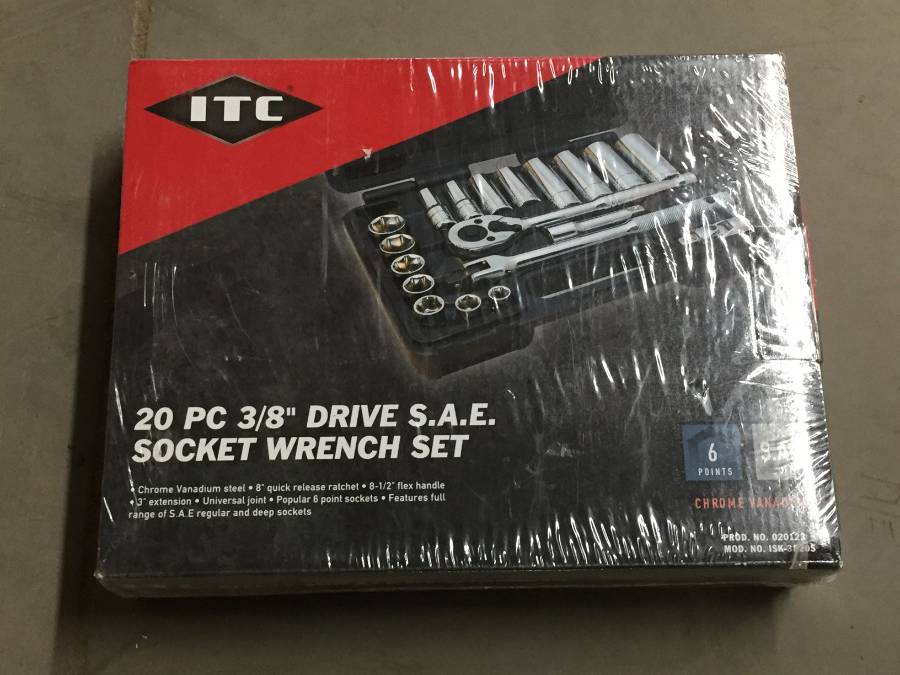 ITC
20 PC 3/8" DRIVE S.A.E.
SOCKET WRENCH SET
• Chrome Vanadium steel • 8" quick release ratchet • 8-1/2" flex handle
• 3" extension • Universal joint • Popular 6 point sockets • Features full
range of S.A.E regular and deep sockets
6
POINTS
CHROME
PROD. NO. 020123
MOD. NO.